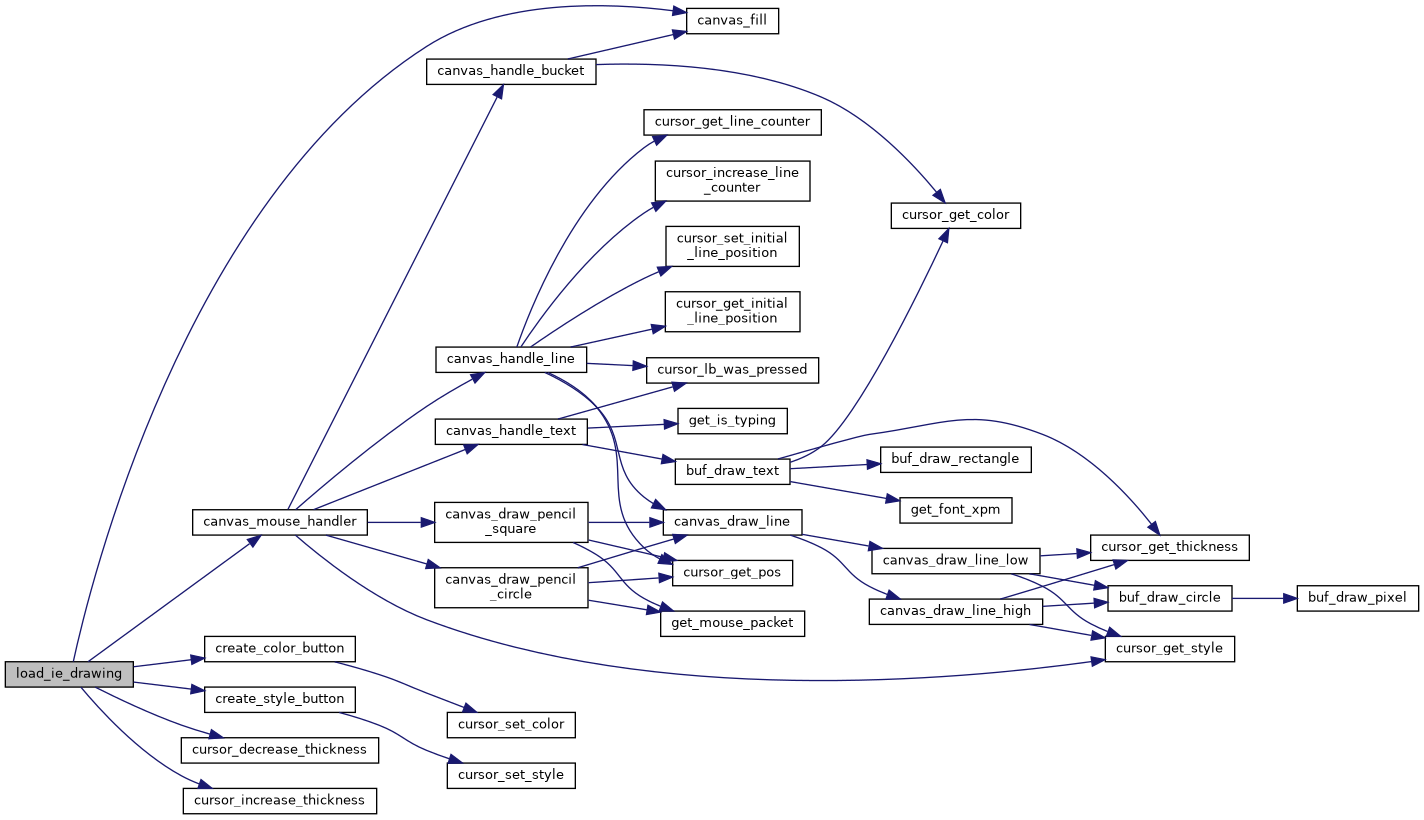 canvas_fill
canvas_handle_bucket
cursor_get_line_counter
cursor_increase_line
_counter
cursor_get_color
cursor_set_initial
_line_position
cursor_get_initial
_line_position
canvas_handle_line
cursor_lb_was_pressed
get_is_typing
canvas_handle_text
buf_draw_text
buf_draw_rectangle
get_font_xpm
canvas_mouse_handler
canvas_draw_pencil
_square
canvas_draw_line
cursor_get_thickness
canvas_draw_line_low
cursor_get_pos
canvas_draw_pencil
_circle
buf_draw_circle
buf_draw_pixel
canvas_draw_line_high
get_mouse_packet
cursor_get_style
create_color_button
load_ie_drawing
create_style_button
cursor_set_color
cursor_decrease_thickness
cursor_set_style
cursor_increase_thickness